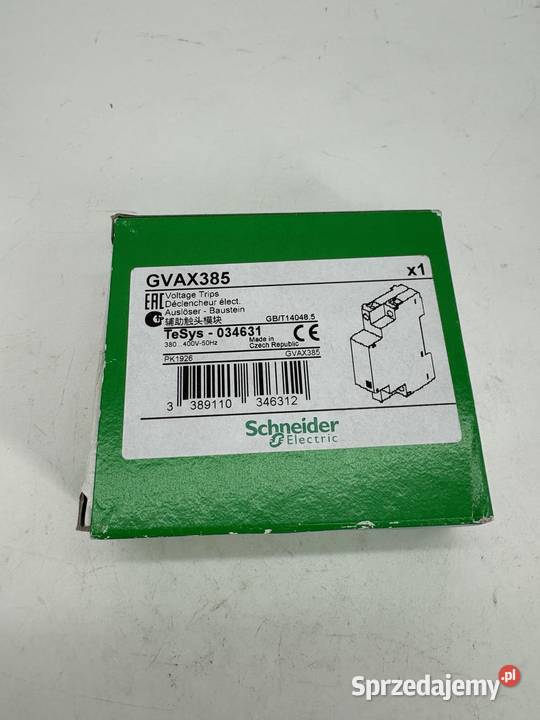 GVAX385 x1
EAC Voltage Trips
Déclencheur élect.
Auslöser - Baustein
辅助触头模块 GB/T14048.5
TeSys - 034631 Made in Czech Republic CE
380...400V-50Hz
PK1926 GVAX385
3 389110 346312
Schneider
Electric
Sprzedajemy.pl